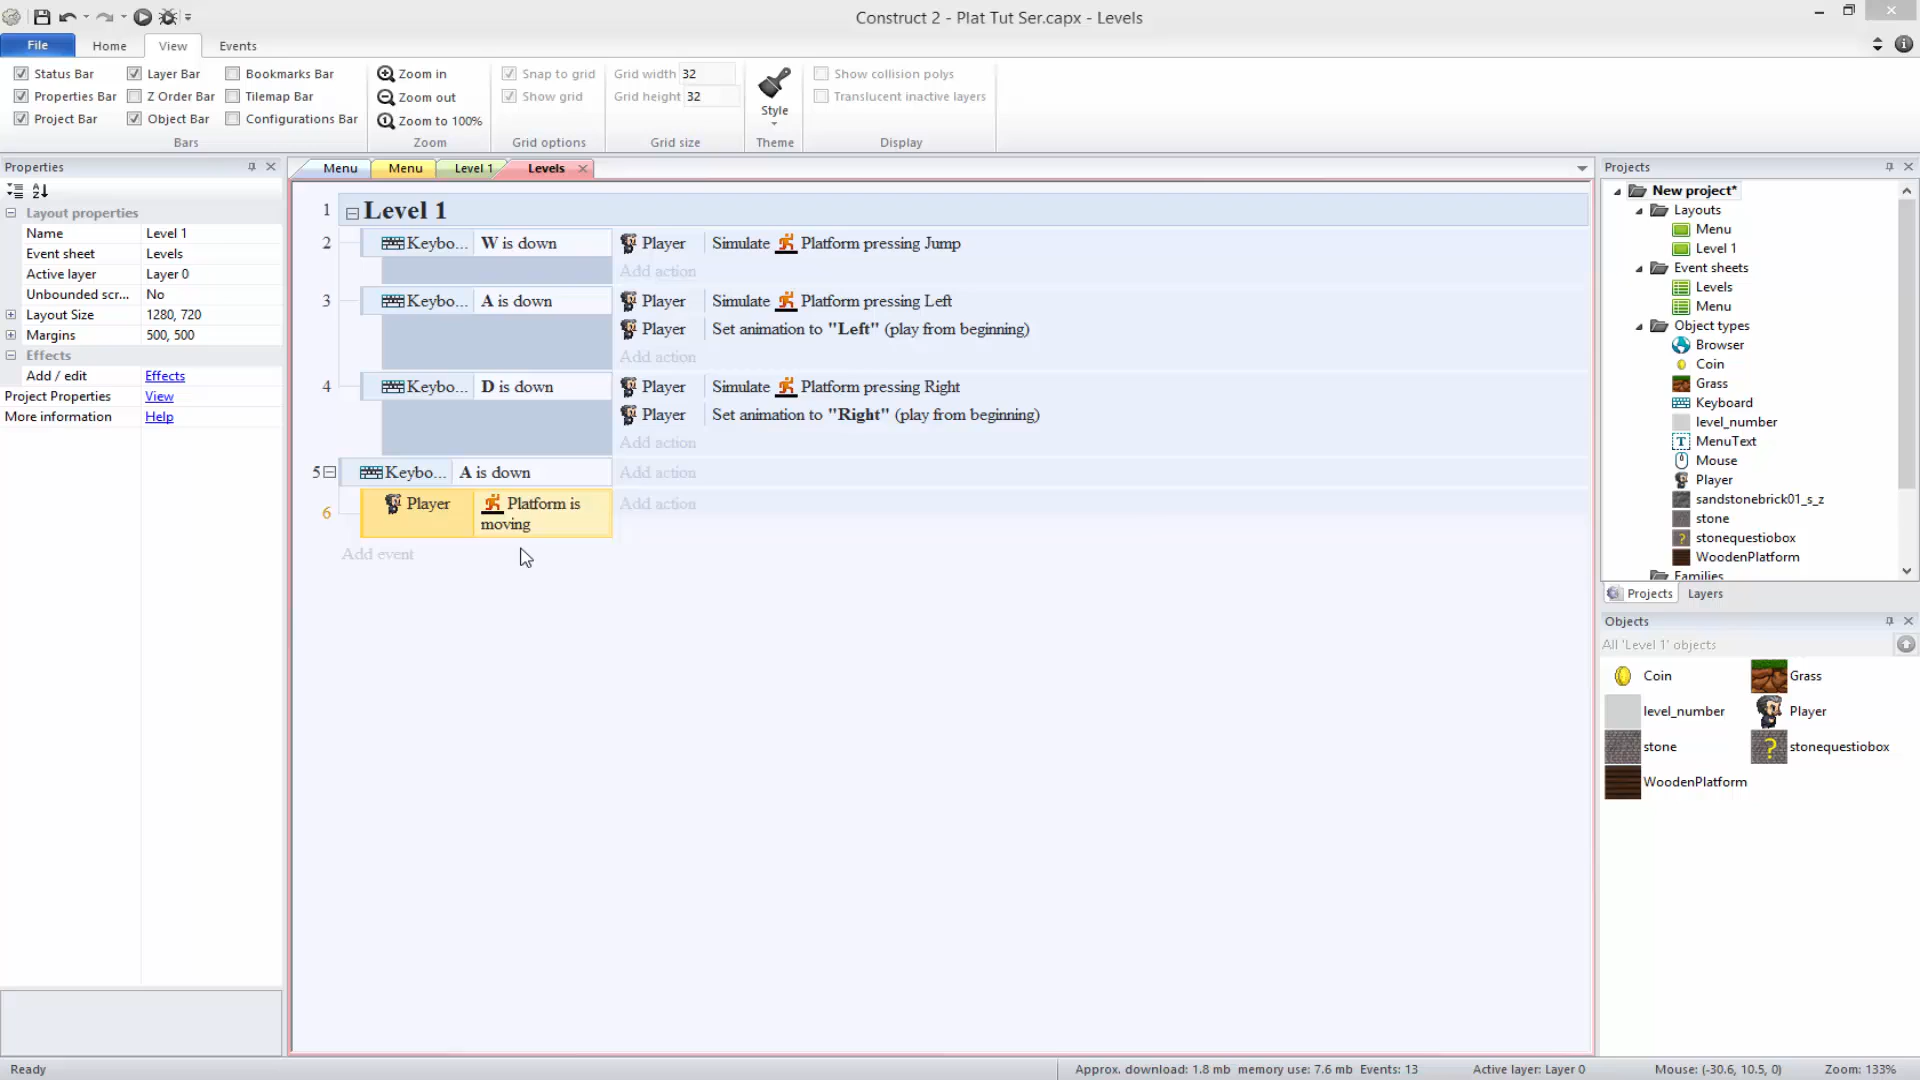 Construct 2 - Plat Tut Ser.capx - Levels
File Home View Events
Status Bar Layer Bar Bookmarks Bar Zoom in Snap to grid Grid width 32 Show collision polys
Properties Bar Z Order Bar Tilemap Bar Zoom out Show grid Grid height 32 Translucent inactive layers
Project Bar Object Bar Configurations Bar Zoom to 100% Style
Bars Zoom Grid options Grid size Theme Display
Properties
Layout properties
Name Level 1
Event sheet Levels
Active layer Layer 0
Unbounded scr... No
Layout Size 1280, 720
Margins 500, 500
Effects
Add / edit Effects
Project Properties View
More information Help
Menu Menu Level 1 Levels
1 Level 1
2 Keybo... W is down Player Simulate Platform pressing Jump
Add action
3 Keybo... A is down Player Simulate Platform pressing Left
Player Set animation to "Left" (play from beginning)
Add action
4 Keybo... D is down Player Simulate Platform pressing Right
Player Set animation to "Right" (play from beginning)
Add action
5 Keybo... A is down Add action
6 Player Platform is moving Add action
Add event
Projects
New project*
Layouts
Menu
Level 1
Event sheets
Levels
Menu
Object types
Browser
Coin
Grass
Keyboard
level_number
MenuText
Mouse
Player
sandstonebrick01_s_z
stone
stonequestiobox
WoodenPlatform
Families
Projects Layers
Objects
All 'Level 1' objects
Coin Grass
level_number Player
stone stonequestiobox
WoodenPlatform
Ready Approx. download: 1.8 mb memory use: 7.6 mb Events: 13 Active layer: Layer 0 Mouse: (-30.6, 10.5, 0) Zoom: 133%